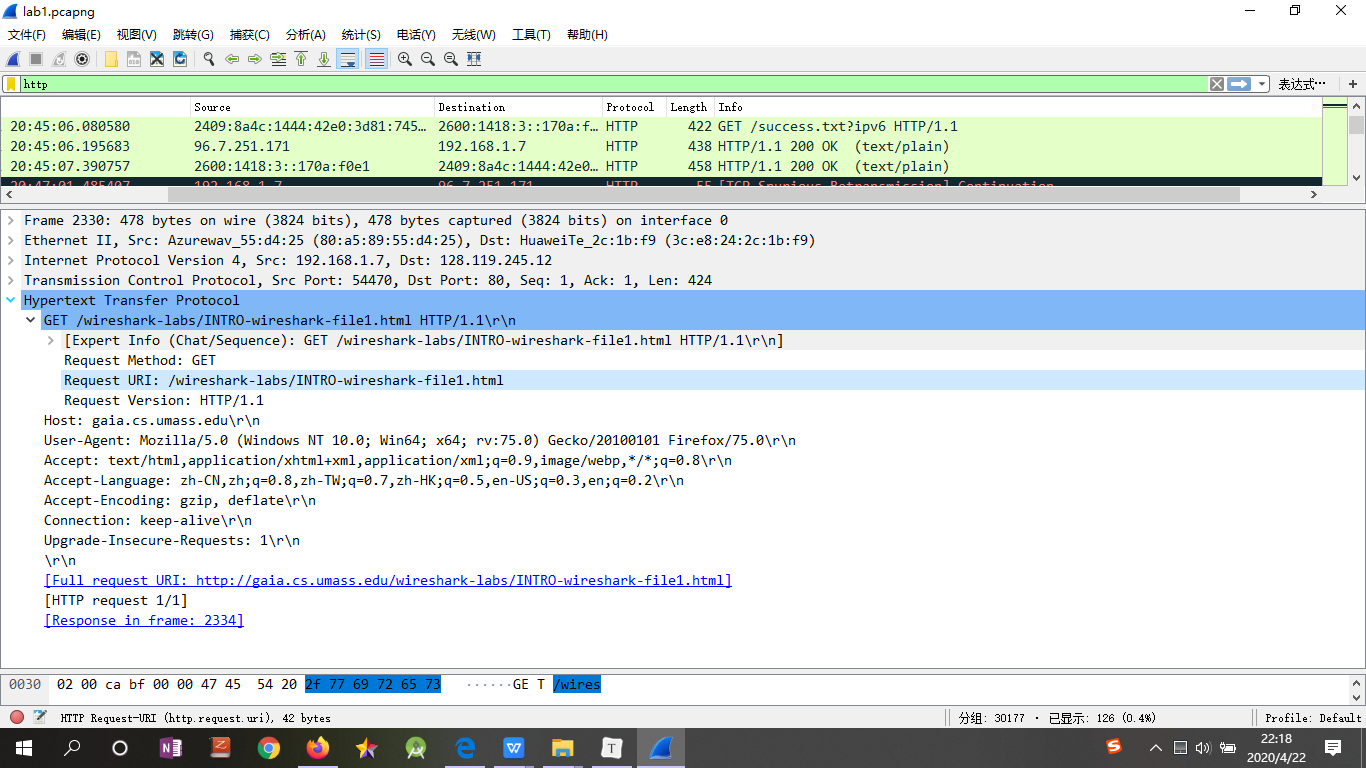 lab1.pcapng
文件(F) 编辑(E) 视图(V) 跳转(G) 捕获(C) 分析(A) 统计(S) 电话(Y) 无线(W) 工具(T) 帮助(H)
http 表达式…
Source Destination Protocol Length Info
20:45:06.080580 2409:8a4c:1444:42e0:3d81:745… 2600:1418:3::170a:f… HTTP 422 GET /success.txt?ipv6 HTTP/1.1
20:45:06.195683 96.7.251.171 192.168.1.7 HTTP 438 HTTP/1.1 200 OK (text/plain)
20:45:07.390757 2600:1418:3::170a:f0e1 2409:8a4c:1444:42e0… HTTP 458 HTTP/1.1 200 OK (text/plain)
20:47:01.485407 192.168.1.7 96.7.251.171 HTTP 55 [TCP Spurious Retransmission] Continuation
Frame 2330: 478 bytes on wire (3824 bits), 478 bytes captured (3824 bits) on interface 0
Ethernet II, Src: Azurewav_55:d4:25 (80:a5:89:55:d4:25), Dst: HuaweiTe_2c:1b:f9 (3c:e8:24:2c:1b:f9)
Internet Protocol Version 4, Src: 192.168.1.7, Dst: 128.119.245.12
Transmission Control Protocol, Src Port: 54470, Dst Port: 80, Seq: 1, Ack: 1, Len: 424
Hypertext Transfer Protocol
GET /wireshark-labs/INTRO-wireshark-file1.html HTTP/1.1\r\n
[Expert Info (Chat/Sequence): GET /wireshark-labs/INTRO-wireshark-file1.html HTTP/1.1\r\n]
Request Method: GET
Request URI: /wireshark-labs/INTRO-wireshark-file1.html
Request Version: HTTP/1.1
Host: gaia.cs.umass.edu\r\n
User-Agent: Mozilla/5.0 (Windows NT 10.0; Win64; x64; rv:75.0) Gecko/20100101 Firefox/75.0\r\n
Accept: text/html,application/xhtml+xml,application/xml;q=0.9,image/webp,*/*;q=0.8\r\n
Accept-Language: zh-CN,zh;q=0.8,zh-TW;q=0.7,zh-HK;q=0.5,en-US;q=0.3,en;q=0.2\r\n
Accept-Encoding: gzip, deflate\r\n
Connection: keep-alive\r\n
Upgrade-Insecure-Requests: 1\r\n
\r\n
[Full request URI: http://gaia.cs.umass.edu/wireshark-labs/INTRO-wireshark-file1.html]
[HTTP request 1/1]
[Response in frame: 2334]
0030 02 00 ca bf 00 00 47 45 54 20 2f 77 69 72 65 73 ······GE T /wires
HTTP Request-URI (http.request.uri), 42 bytes 分组: 30177 · 已显示: 126 (0.4%) Profile: Default
22:18
2020/4/22